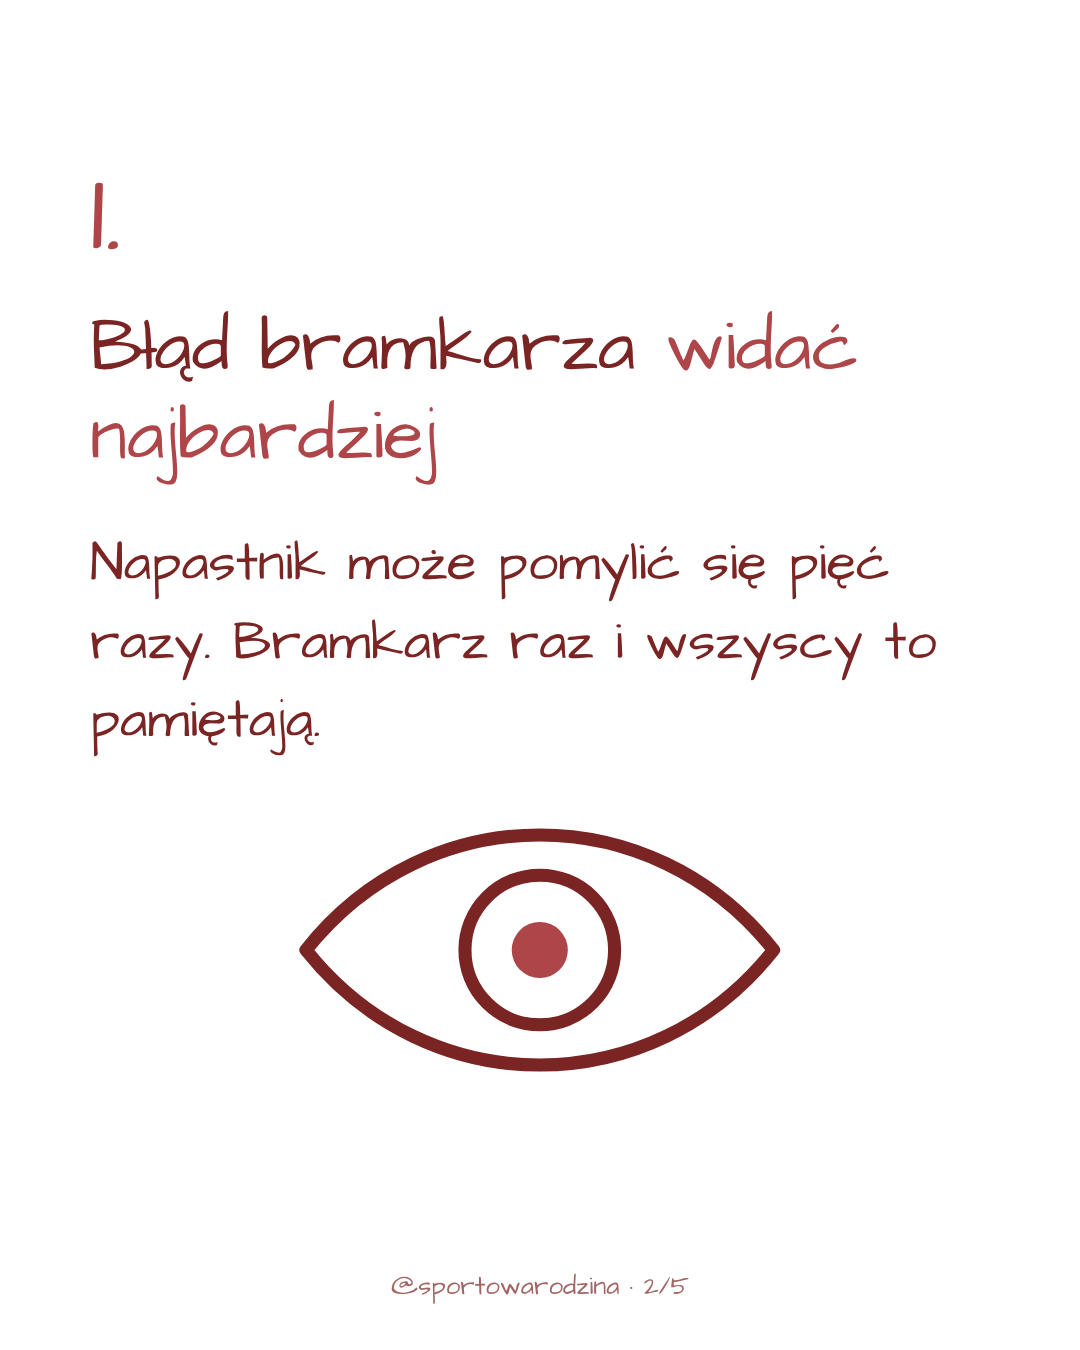 1.
Błąd bramkarza widać
najbardziej
Napastnik może pomylić się pięć
razy. Bramkarz raz i wszyscy to
pamiętają.
@sportowarodzina · 2/5